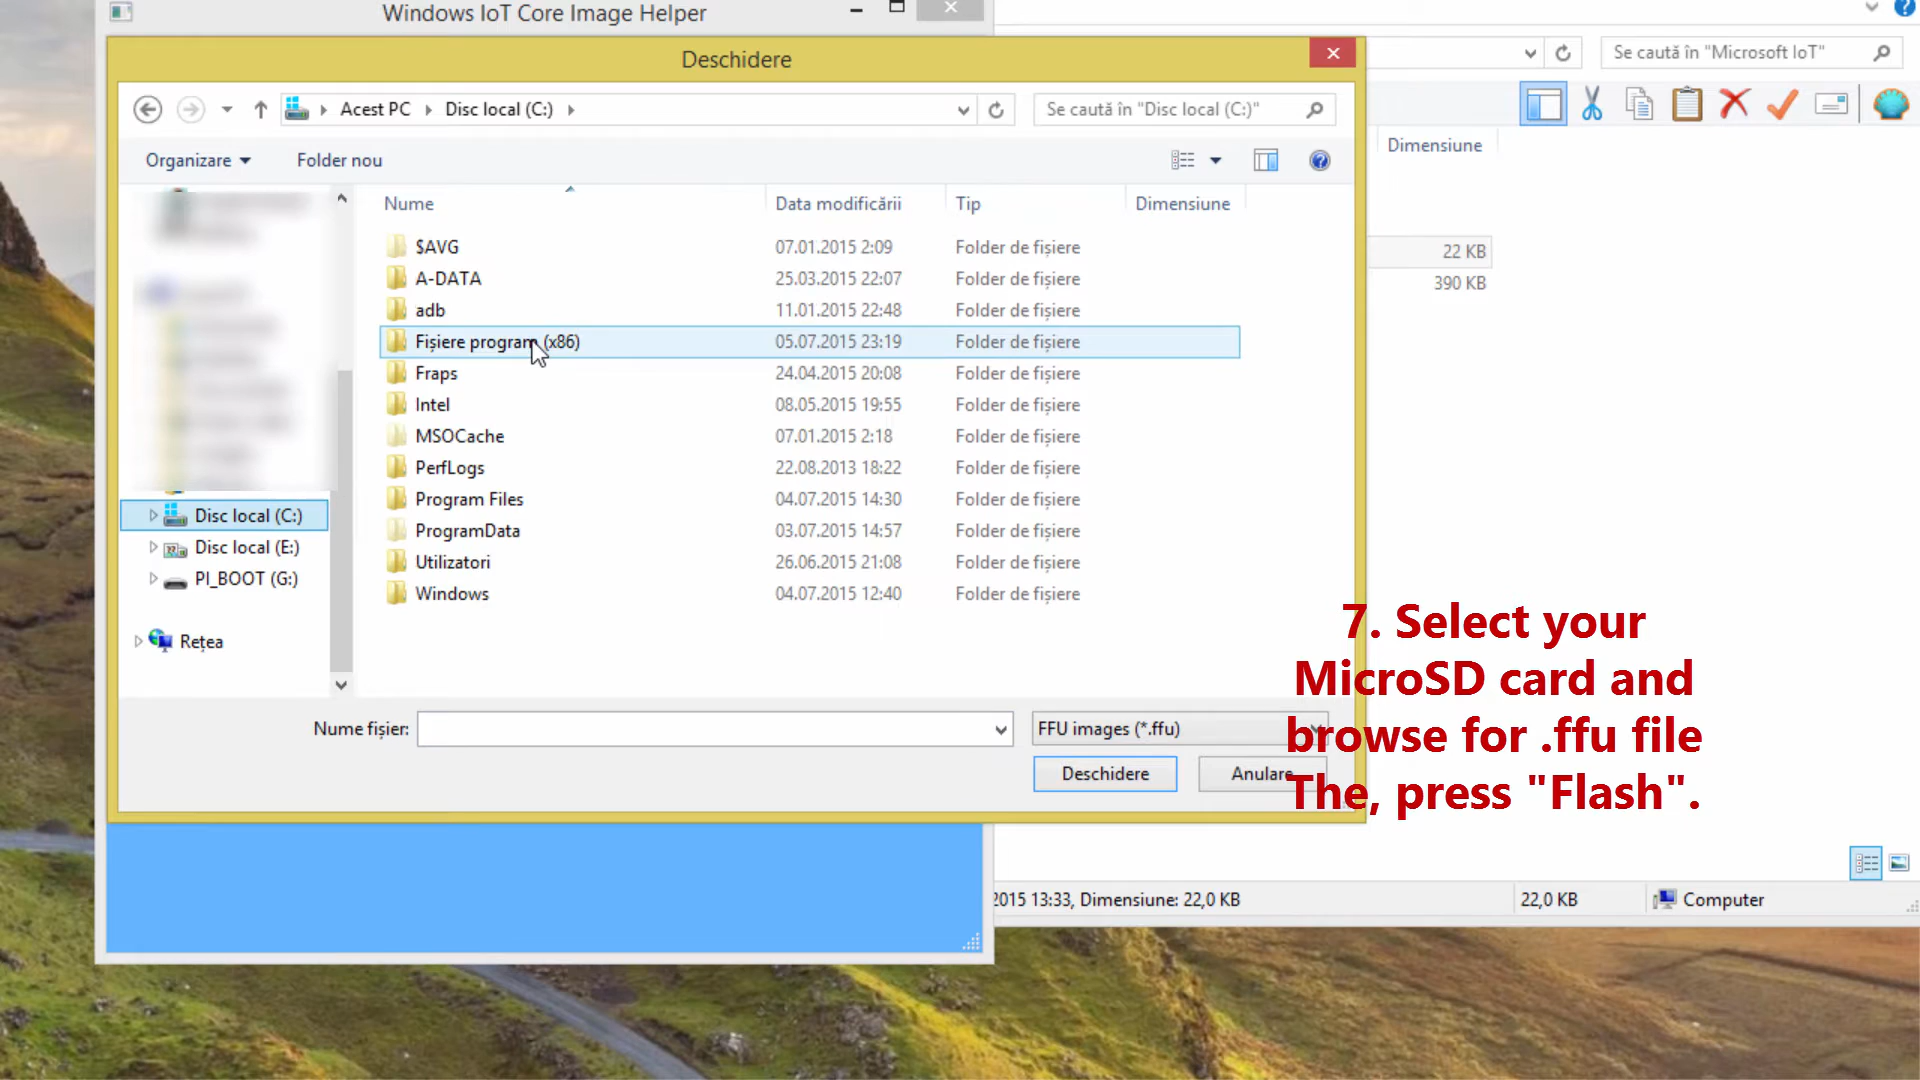 Windows IoT Core Image Helper
Deschidere
Se caută în "Microsoft IoT"
Acest PC
Disc local (C:)
Se caută în "Disc local (C:)"
Organizare
Folder nou
Dimensiune
Nume
Data modificării
Tip
Dimensiune
$AVG
07.01.2015 2:09
Folder de fișiere
22 KB
A-DATA
25.03.2015 22:07
Folder de fișiere
390 KB
adb
11.01.2015 22:48
Folder de fișiere
Fișiere program (x86)
05.07.2015 23:19
Folder de fișiere
Fraps
24.04.2015 20:08
Folder de fișiere
Intel
08.05.2015 19:55
Folder de fișiere
MSOCache
07.01.2015 2:18
Folder de fișiere
PerfLogs
22.08.2013 18:22
Folder de fișiere
Program Files
04.07.2015 14:30
Folder de fișiere
ProgramData
03.07.2015 14:57
Folder de fișiere
Utilizatori
26.06.2015 21:08
Folder de fișiere
Windows
04.07.2015 12:40
Folder de fișiere
Disc local (C:)
Disc local (E:)
PI_BOOT (G:)
Rețea
Nume fișier:
FFU images (*.ffu)
Deschidere
Anulare
7. Select your
MicroSD card and
browse for .ffu file
The, press "Flash".
2015 13:33, Dimensiune: 22,0 KB
22,0 KB
Computer